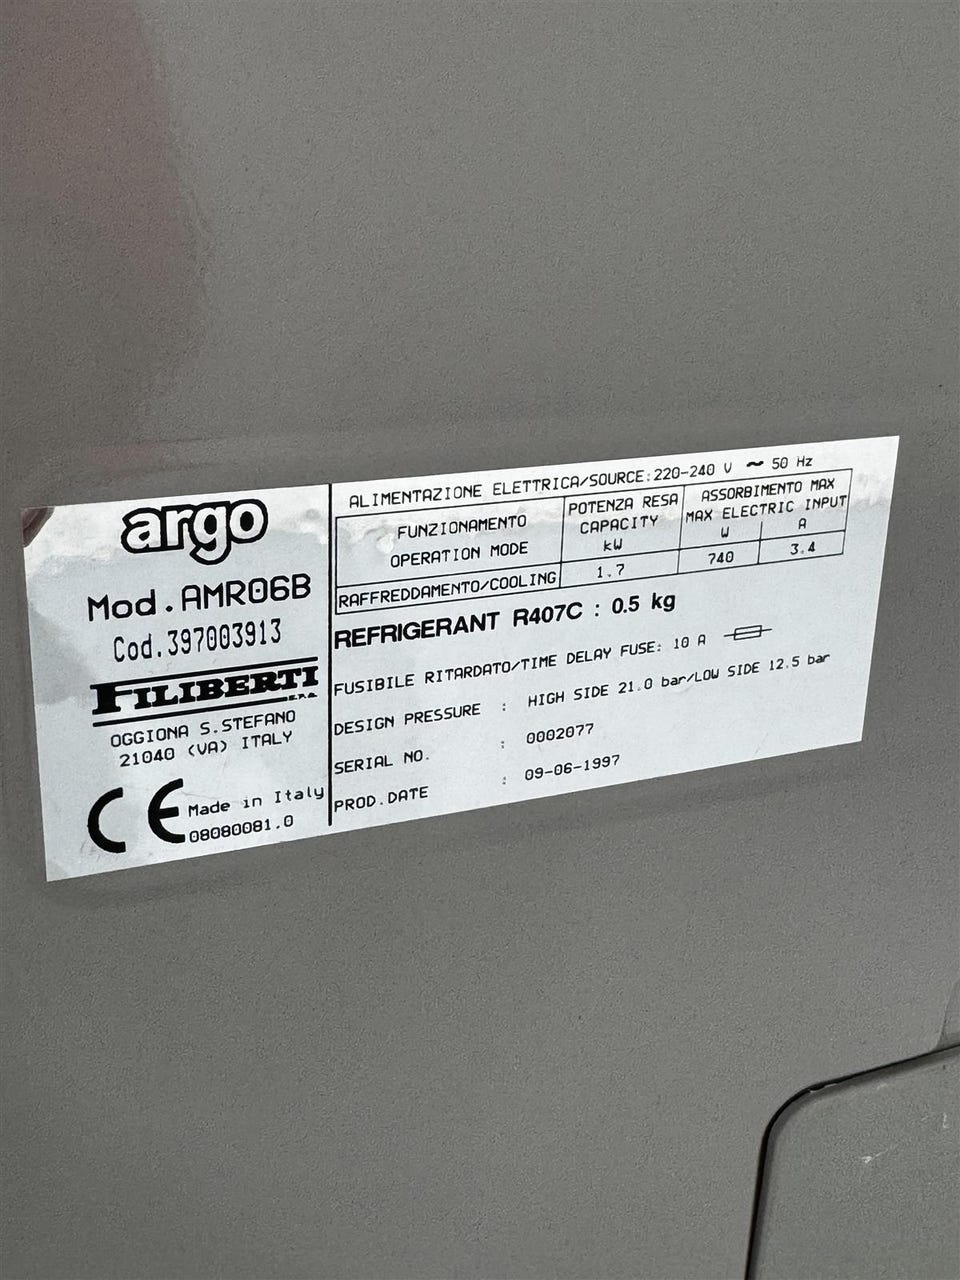 argo
Mod.AMR06B
Cod.397003913
FILIBERTI
OGGIONA S.STEFANO
21040 (VA) ITALY
CE Made in Italy
08080081.0
ALIMENTAZIONE ELETTRICA/SOURCE:220-240 V ~ 50 Hz
FUNZIONAMENTO
OPERATION MODE
POTENZA RESA
CAPACITY
kW
ASSORBIMENTO MAX
MAX ELECTRIC INPUT
W A
RAFFREDDAMENTO/COOLING 1.7 740 3.4
REFRIGERANT R407C : 0.5 kg
FUSIBILE RITARDATO/TIME DELAY FUSE: 10 A
DESIGN PRESSURE : HIGH SIDE 21.0 bar/LOW SIDE 12.5 bar
SERIAL NO. : 0002077
PROD.DATE : 09-06-1997